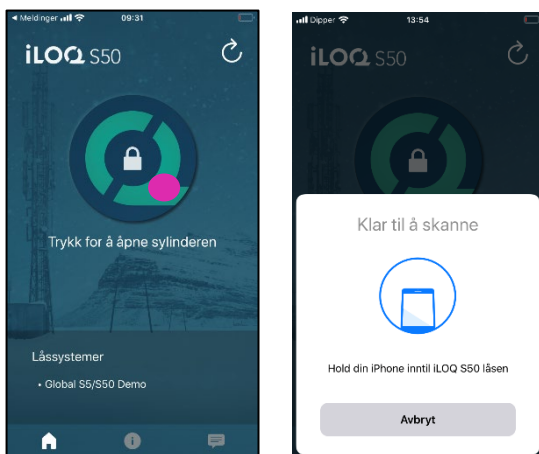 Meldinger
09:31
iLOQ S50
Trykk for å åpne sylinderen
Låssystemer
• Global S5/S50 Demo
Dipper
13:54
iLOQ S50
Klar til å skanne
Hold din iPhone inntil iLOQ S50 låsen
Avbryt